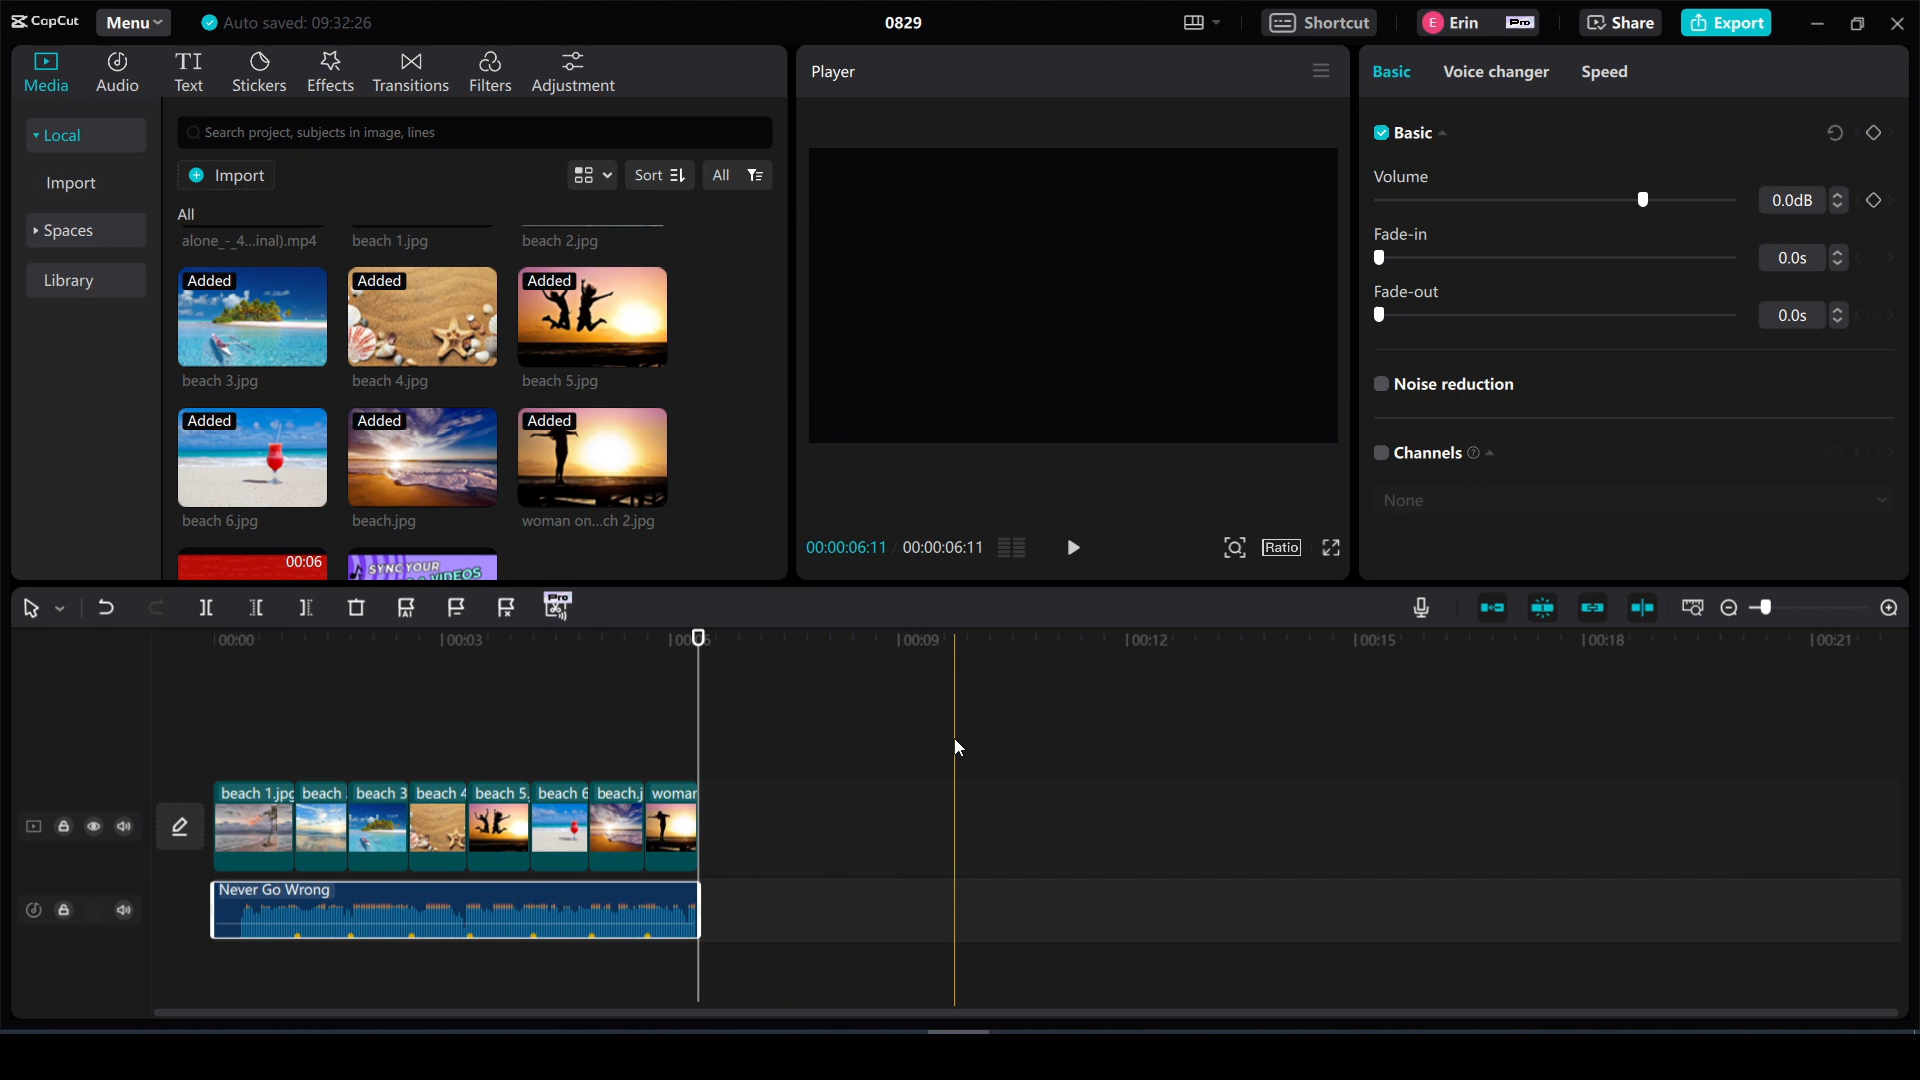 CapCut
Menu
Auto saved: 09:32:26
0829
Shortcut
E
Erin
Pro
Share
Export
Media
Audio
Text
Stickers
Effects
Transitions
Filters
Adjustment
Local
Import
Spaces
Library
Search project, subjects in image, lines
Import
Sort
All
All
alone_-_4...inal).mp4
beach 1.jpg
beach 2.jpg
Added
Added
Added
beach 3.jpg
beach 4.jpg
beach 5.jpg
Added
Added
Added
beach 6.jpg
beach.jpg
woman on...ch 2.jpg
00:06
SYNC YOUR
VIDEOS
Player
00:00:06:11
00:00:06:11
Ratio
Basic
Voice changer
Speed
Basic
Volume
0.0dB
Fade-in
0.0s
Fade-out
0.0s
Noise reduction
Channels
None
Pro
00:00
00:03
00:09
00:12
00:15
00:18
00:21
beach 1.jpg
beach
beach 3
beach 4
beach 5.
beach 6
beach.j
woman
Never Go Wrong